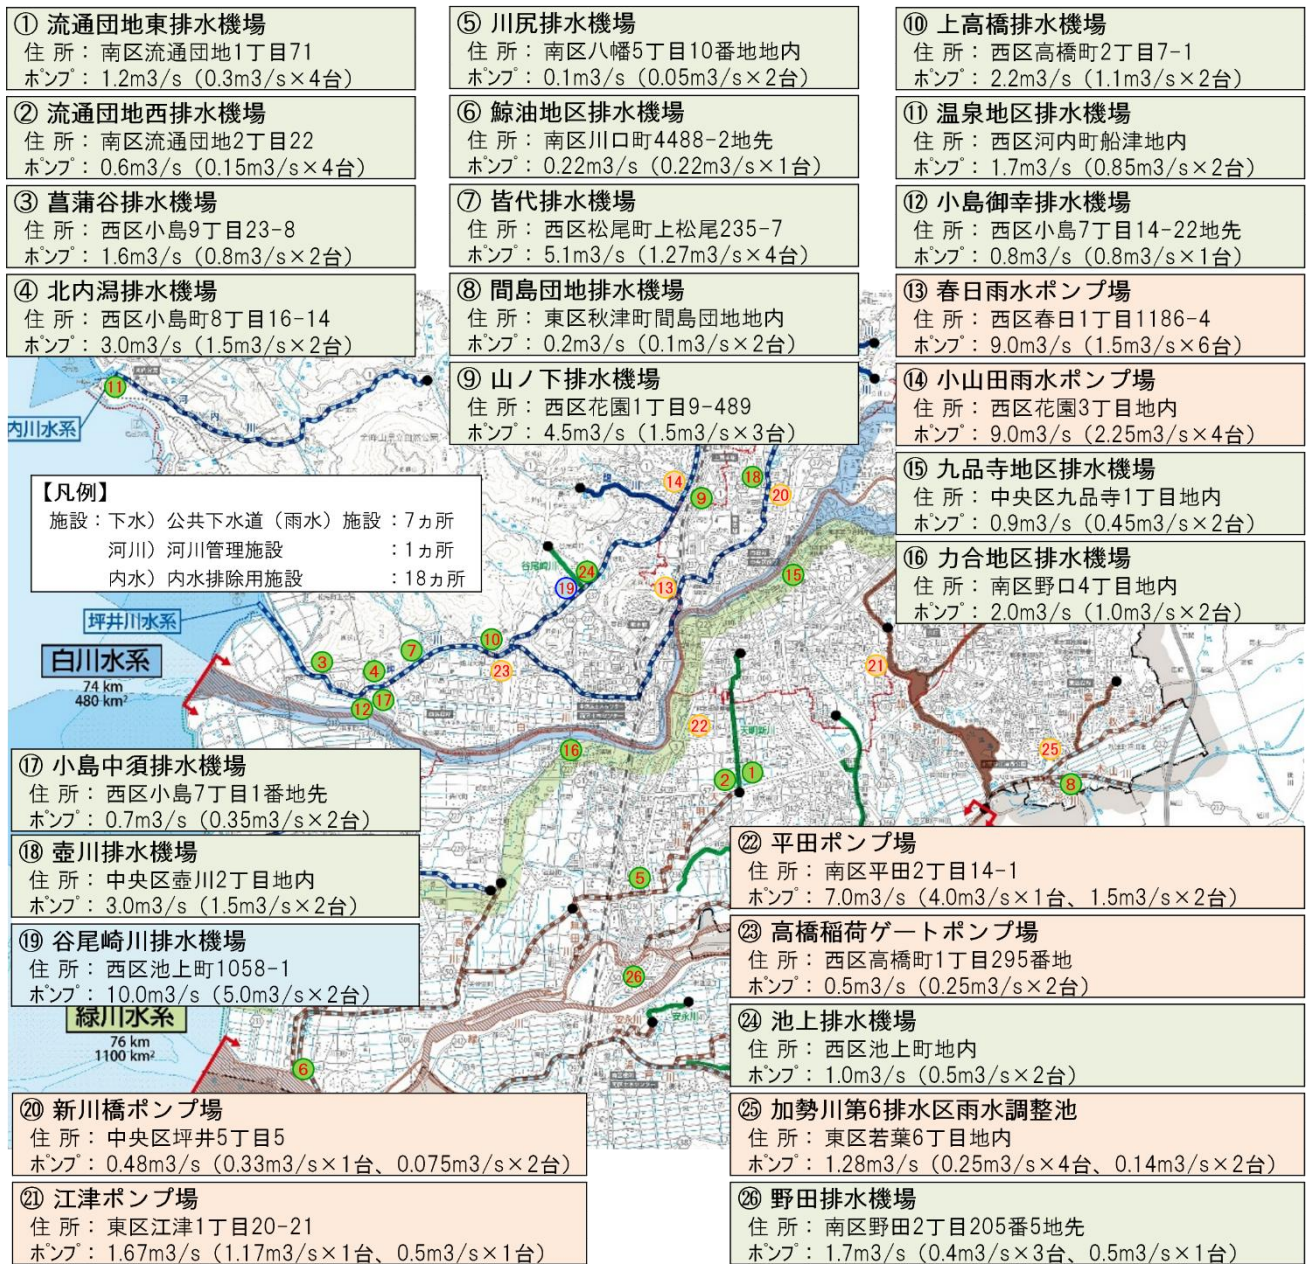 ① 流通団地東排水機場
住 所： 南区流通団地1丁目71
ﾎﾟﾝﾌﾟ： 1.2m3/s（0.3m3/s×4台）
② 流通団地西排水機場
住 所： 南区流通団地2丁目22
ﾎﾟﾝﾌﾟ： 0.6m3/s（0.15m3/s×4台）
③ 菖蒲谷排水機場
住 所： 西区小島9丁目23-8
ﾎﾟﾝﾌﾟ： 1.6m3/s（0.8m3/s×2台）
④ 北内潟排水機場
住 所： 西区小島町8丁目16-14
ﾎﾟﾝﾌﾟ： 3.0m3/s（1.5m3/s×2台）
⑤ 川尻排水機場
住 所： 南区八幡5丁目10番地地内
ﾎﾟﾝﾌﾟ： 0.1m3/s（0.05m3/s×2台）
⑥ 鯨油地区排水機場
住 所： 南区川口町4488-2地先
ﾎﾟﾝﾌﾟ： 0.22m3/s（0.22m3/s×1台）
⑦ 皆代排水機場
住 所： 西区松尾町上松尾235-7
ﾎﾟﾝﾌﾟ： 5.1m3/s（1.27m3/s×4台）
⑧ 間島団地排水機場
住 所： 東区秋津町間島団地地内
ﾎﾟﾝﾌﾟ： 0.2m3/s（0.1m3/s×2台）
⑨ 山ノ下排水機場
住 所： 西区花園1丁目9-489
ﾎﾟﾝﾌﾟ： 4.5m3/s（1.5m3/s×3台）
⑩ 上高橋排水機場
住 所： 西区高橋町2丁目7-1
ﾎﾟﾝﾌﾟ： 2.2m3/s（1.1m3/s×2台）
⑪ 温泉地区排水機場
住 所： 西区河内町船津地内
ﾎﾟﾝﾌﾟ： 1.7m3/s（0.85m3/s×2台）
⑫ 小島御幸排水機場
住 所： 西区小島7丁目14-22地先
ﾎﾟﾝﾌﾟ： 0.8m3/s（0.8m3/s×1台）
⑬ 春日雨水ポンプ場
住 所： 西区春日1丁目1186-4
ﾎﾟﾝﾌﾟ： 9.0m3/s（1.5m3/s×6台）
⑭ 小山田雨水ポンプ場
住 所： 西区花園3丁目地内
ﾎﾟﾝﾌﾟ： 9.0m3/s（2.25m3/s×4台）
⑮ 九品寺地区排水機場
住 所： 中央区九品寺1丁目地内
ﾎﾟﾝﾌﾟ： 0.9m3/s（0.45m3/s×2台）
⑯ 力合地区排水機場
住 所： 南区野口4丁目地内
ﾎﾟﾝﾌﾟ： 2.0m3/s（1.0m3/s×2台）
11
内川水系
【凡例】
施設：下水）公共下水道（雨水）施設：7ヵ所
河川）河川管理施設 ：1ヵ所
内水）内水排除用施設 ：18ヵ所
14
9
18
20
谷尾崎川
24
19
13
15
坪井川水系
白川水系
74 km
480 km²
3
4
7
10
23
12
17
16
22
天明新川
2
1
21
25
8
木山川
5
26
安永川
6
⑰ 小島中須排水機場
住 所： 西区小島7丁目1番地先
ﾎﾟﾝﾌﾟ： 0.7m3/s（0.35m3/s×2台）
⑱ 壺川排水機場
住 所： 中央区壺川2丁目地内
ﾎﾟﾝﾌﾟ： 3.0m3/s（1.5m3/s×2台）
⑲ 谷尾崎川排水機場
住 所： 西区池上町1058-1
ﾎﾟﾝﾌﾟ： 10.0m3/s（5.0m3/s×2台）
緑川水系
76 km
1100 km²
⑳ 新川橋ポンプ場
住 所： 中央区坪井5丁目5
ﾎﾟﾝﾌﾟ： 0.48m3/s（0.33m3/s×1台、0.075m3/s×2台）
㉑ 江津ポンプ場
住 所： 東区江津1丁目20-21
ﾎﾟﾝﾌﾟ： 1.67m3/s（1.17m3/s×1台、0.5m3/s×1台）
㉒ 平田ポンプ場
住 所： 南区平田2丁目14-1
ﾎﾟﾝﾌﾟ： 7.0m3/s（4.0m3/s×1台、1.5m3/s×2台）
㉓ 高橋稲荷ゲートポンプ場
住 所： 西区高橋町1丁目295番地
ﾎﾟﾝﾌﾟ： 0.5m3/s（0.25m3/s×2台）
㉔ 池上排水機場
住 所： 西区池上町地内
ﾎﾟﾝﾌﾟ： 1.0m3/s（0.5m3/s×2台）
㉕ 加勢川第6排水区雨水調整池
住 所： 東区若葉6丁目地内
ﾎﾟﾝﾌﾟ： 1.28m3/s（0.25m3/s×4台、0.14m3/s×2台）
㉖ 野田排水機場
住 所： 南区野田2丁目205番5地先
ﾎﾟﾝﾌﾟ： 1.7m3/s（0.4m3/s×3台、0.5m3/s×1台）